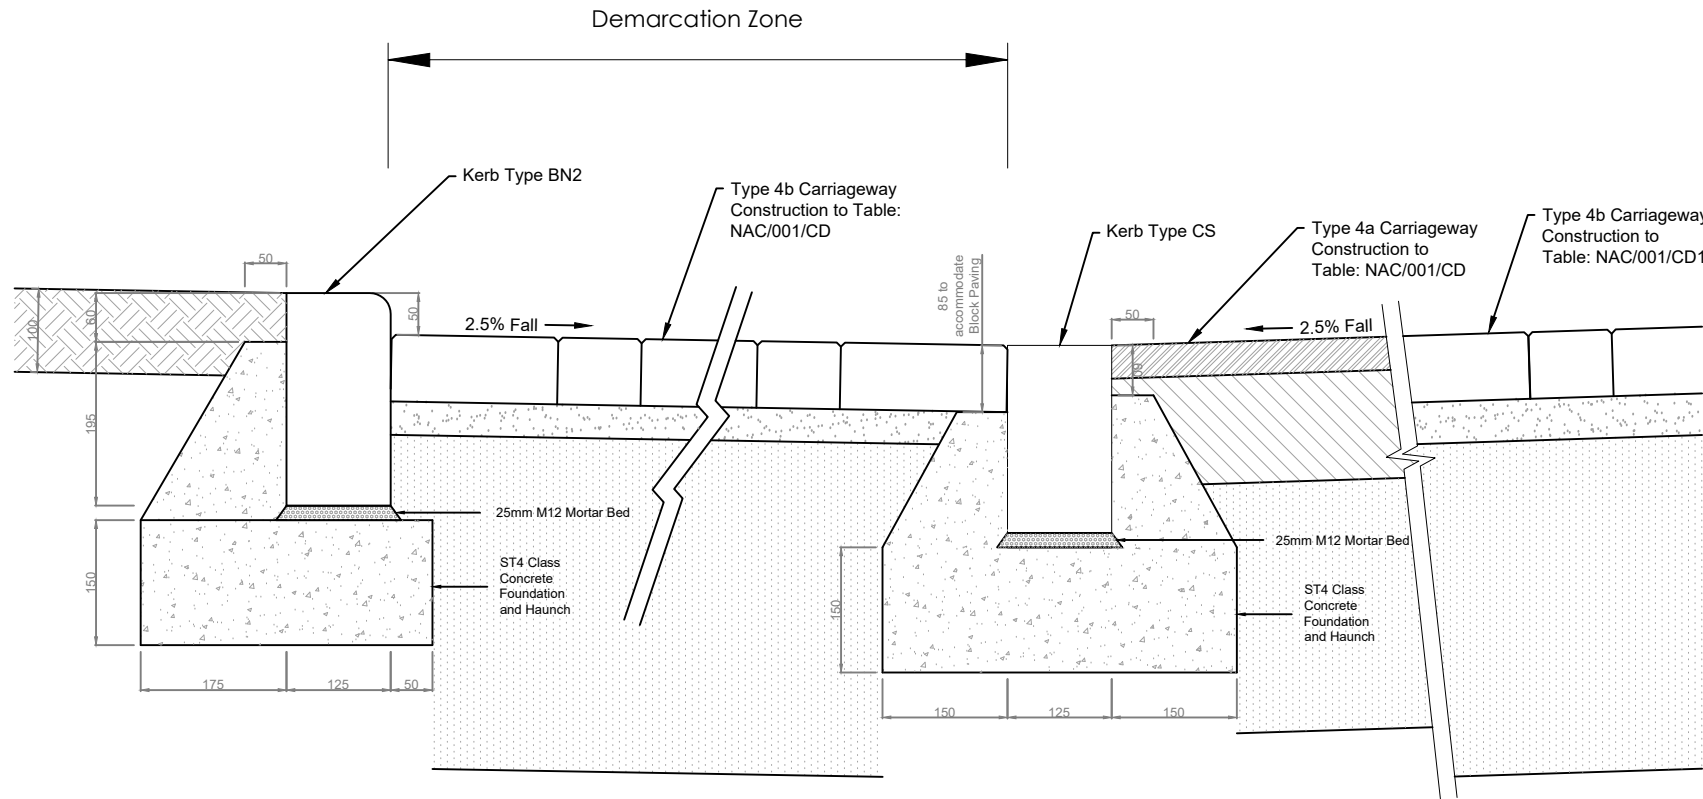 Demarcation Zone
Kerb Type BN2
Type 4b Carriageway
Construction to Table:
NAC/001/CD
Kerb Type CS
Type 4a Carriageway
Construction to
Table: NAC/001/CD
Type 4b Carriageway
Construction to
Table: NAC/001/CD1
50
100
60
50
2.5% Fall
85 to
accommodate
Block Paving
50
2.5% Fall
60
195
25mm M12 Mortar Bed
25mm M12 Mortar Bed
150
ST4 Class
Concrete
Foundation
and Haunch
150
ST4 Class
Concrete
Foundation
and Haunch
175
125
50
150
125
150